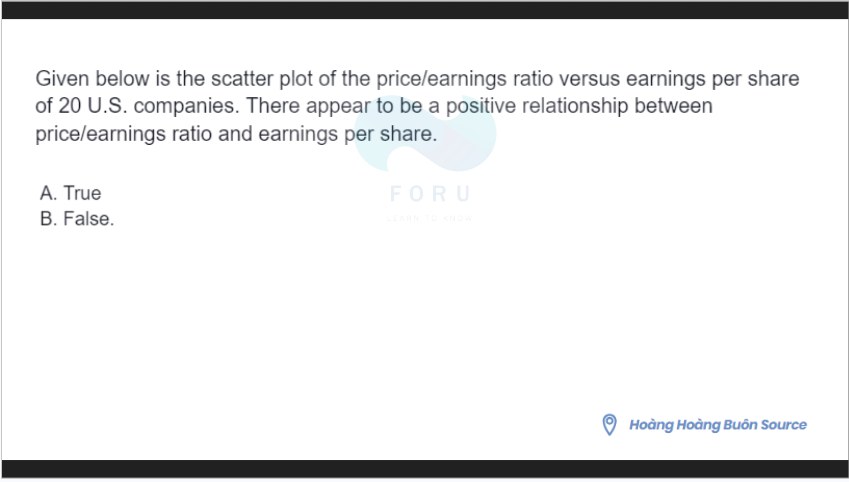 Given below is the scatter plot of the price/earnings ratio versus earnings per share
of 20 U.S. companies. There appear to be a positive relationship between
price/earnings ratio and earnings per share.
A. True
B. False.
FORU
Hoàng Hoàng Buôn Source